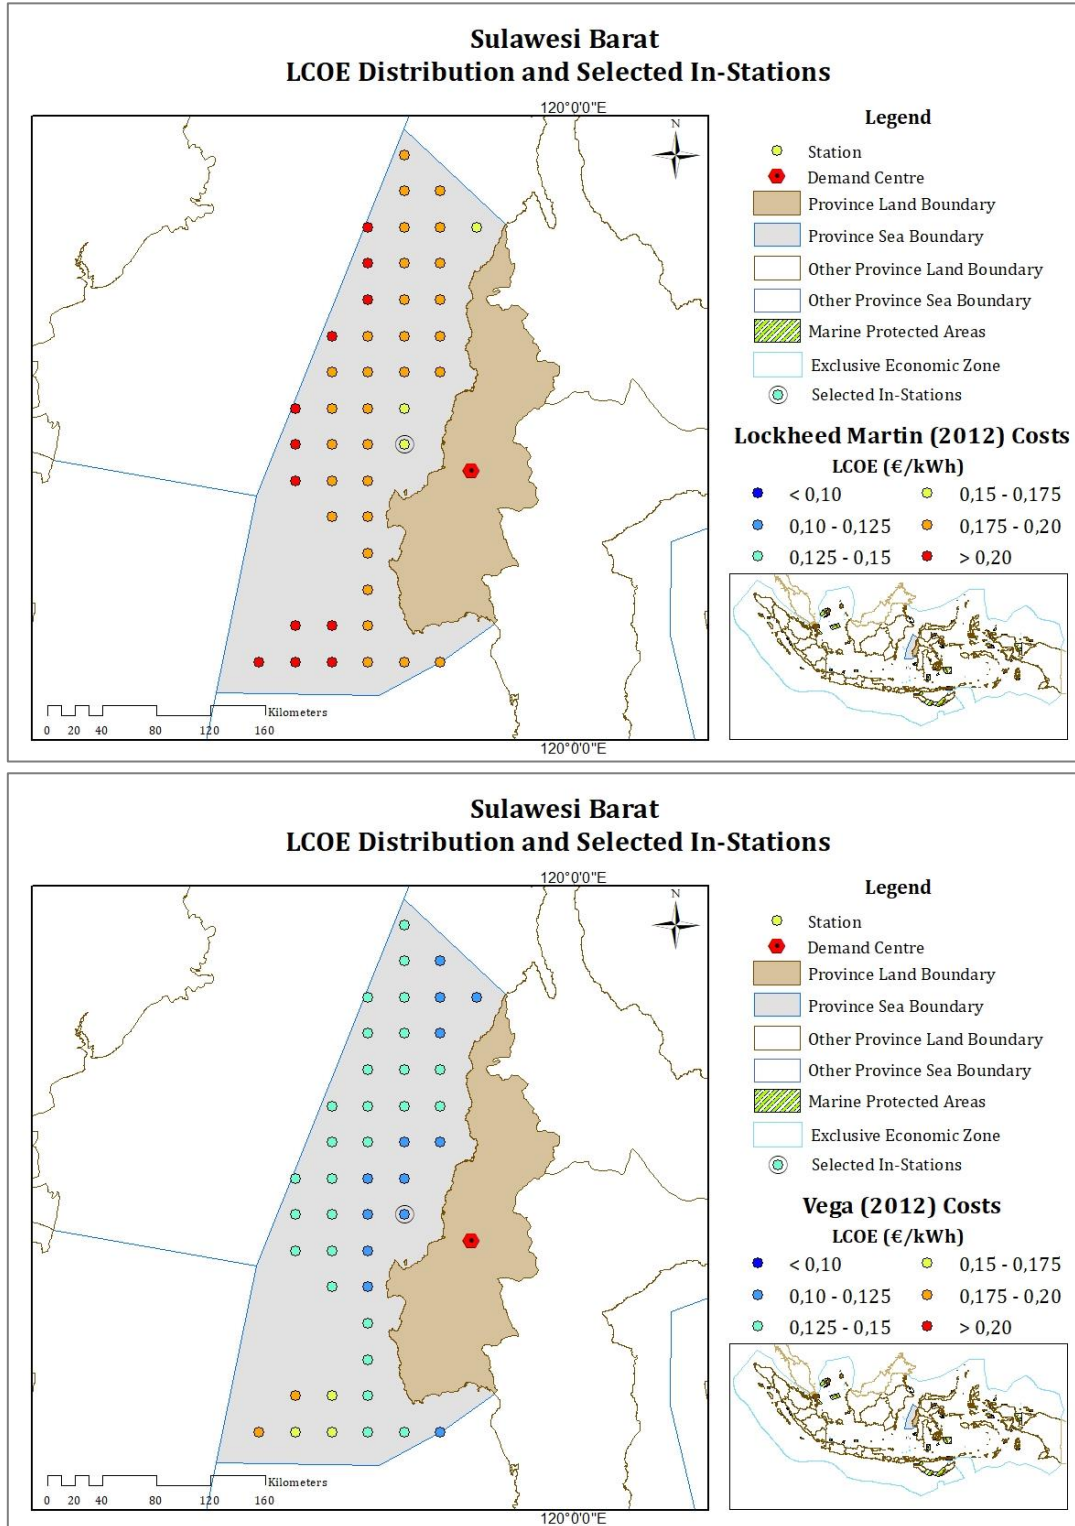 Sulawesi Barat
LCOE Distribution and Selected In-Stations
120°0'0"E
N
Kilometers
0 20 40 80 120 160
120°0'0"E
Legend
Station
Demand Centre
Province Land Boundary
Province Sea Boundary
Other Province Land Boundary
Other Province Sea Boundary
Marine Protected Areas
Exclusive Economic Zone
Selected In-Stations
Lockheed Martin (2012) Costs
LCOE (€/kWh)
< 0,10 0,15 - 0,175
0,10 - 0,125 0,175 - 0,20
0,125 - 0,15 > 0,20
Sulawesi Barat
LCOE Distribution and Selected In-Stations
120°0'0"E
N
Kilometers
0 20 40 80 120 160
120°0'0"E
Legend
Station
Demand Centre
Province Land Boundary
Province Sea Boundary
Other Province Land Boundary
Other Province Sea Boundary
Marine Protected Areas
Exclusive Economic Zone
Selected In-Stations
Vega (2012) Costs
LCOE (€/kWh)
< 0,10 0,15 - 0,175
0,10 - 0,125 0,175 - 0,20
0,125 - 0,15 > 0,20